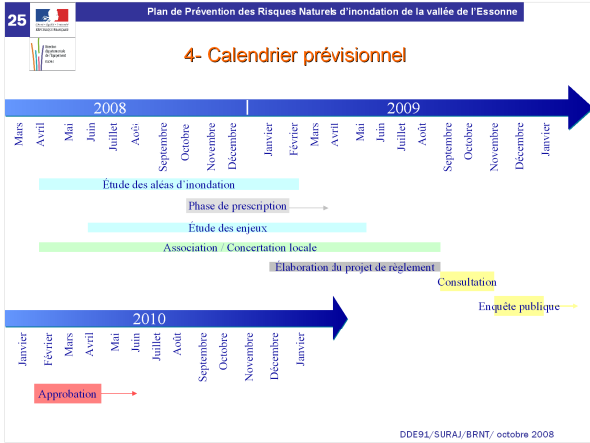 Plan de Prévention des Risques Naturels d'inondation de la vallée de l'Essonne
25
RÉPUBLIQUE FRANÇAISE
4- Calendrier prévisionnel
2008
2009
Mars
Avril
Mai
Juin
Juillet
Août
Septembre
Octobre
Novembre
Décembre
Janvier
Février
Mars
Avril
Mai
Juin
Juillet
Août
Septembre
Octobre
Novembre
Décembre
Janvier
Étude des aléas d'inondation
Phase de prescription
Étude des enjeux
Association / Concertation locale
Élaboration du projet de règlement
Consultation
Enquête publique
2010
Janvier
Février
Mars
Avril
Mai
Juin
Juillet
Août
Septembre
Octobre
Novembre
Décembre
Janvier
Approbation
DDE91/SURAJ/BRNT/ octobre 2008